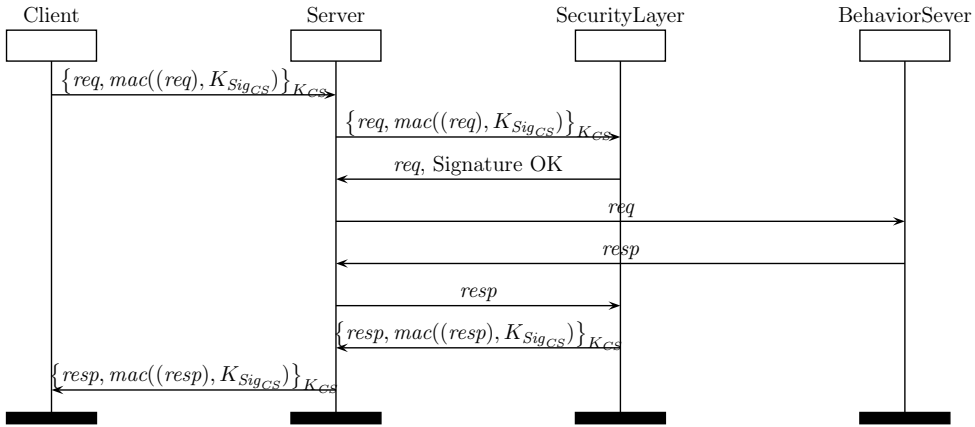 Client Server SecurityLayer BehaviorSever
{req, mac((req), K_{Sig_{CS}})}_{K_{CS}}
{req, mac((req), K_{Sig_{CS}})}_{K_{CS}}
req, Signature OK
req
resp
resp
{resp, mac((resp), K_{Sig_{CS}})}_{K_{CS}}
{resp, mac((resp), K_{Sig_{CS}})}_{K_{CS}}